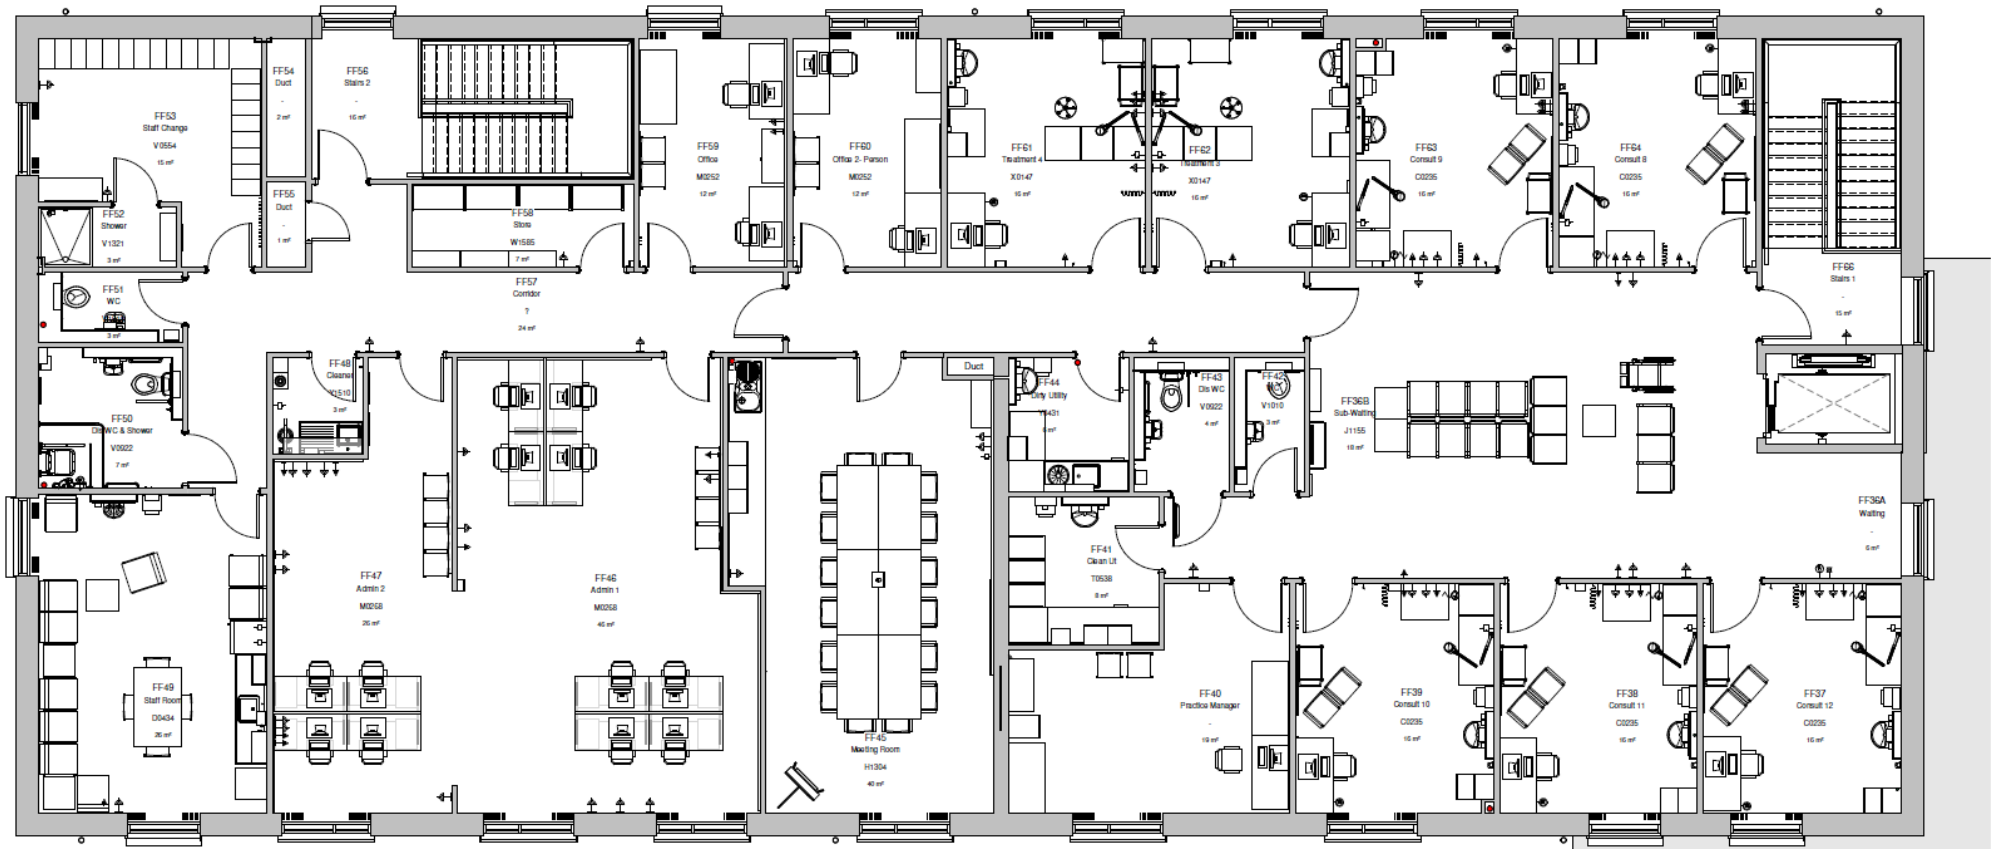 FF54
Duct
-
2 m²
FF56
Stairs 2
-
16 m²
FF53
Staff Change
V0554
15 m²
FF59
Office
M0252
12 m²
FF60
Office 2- Person
M0252
12 m²
FF61
Treatment 4
X0147
16 m²
FF62
Treatment 3
X0147
16 m²
FF63
Consult 9
C0235
16 m²
FF64
Consult 8
C0235
16 m²
FF55
Duct
-
1 m²
FF52
Shower
V1321
3 m²
FF58
Store
W1585
7 m²
FF66
Stairs 1
-
15 m²
FF51
WC
3 m²
FF57
Corridor
?
24 m²
FF48
Cleaner
Y1510
3 m²
Duct
FF44
Dirty Utility
Y0431
FF43
Dis WC
V0922
4 m²
FF42
V1010
3 m²
FF36B
Sub-Waiting
J1155
18 m²
FF50
Dis WC & Shower
V0922
7 m²
FF36A
Waiting
-
6 m²
FF41
Clean Ut
T0538
8 m²
FF47
Admin 2
M0268
26 m²
FF46
Admin 1
M0268
46 m²
FF49
Staff Room
D0434
26 m²
FF45
Meeting Room
H1304
40 m²
FF40
Practice Manager
-
19 m²
FF39
Consult 10
C0235
16 m²
FF38
Consult 11
C0235
16 m²
FF37
Consult 12
C0235
16 m²